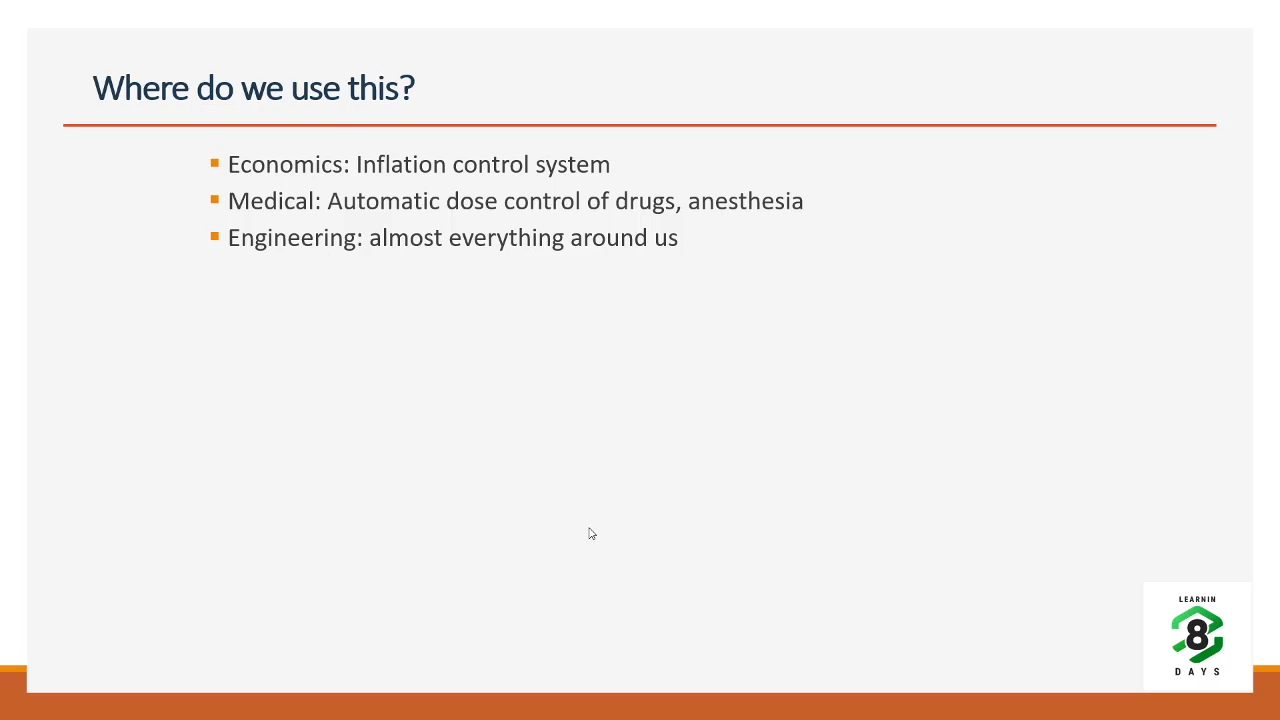 Where do we use this?
Economics: Inflation control system
Medical: Automatic dose control of drugs, anesthesia
Engineering: almost everything around us
LEARNIN
8
DAYS